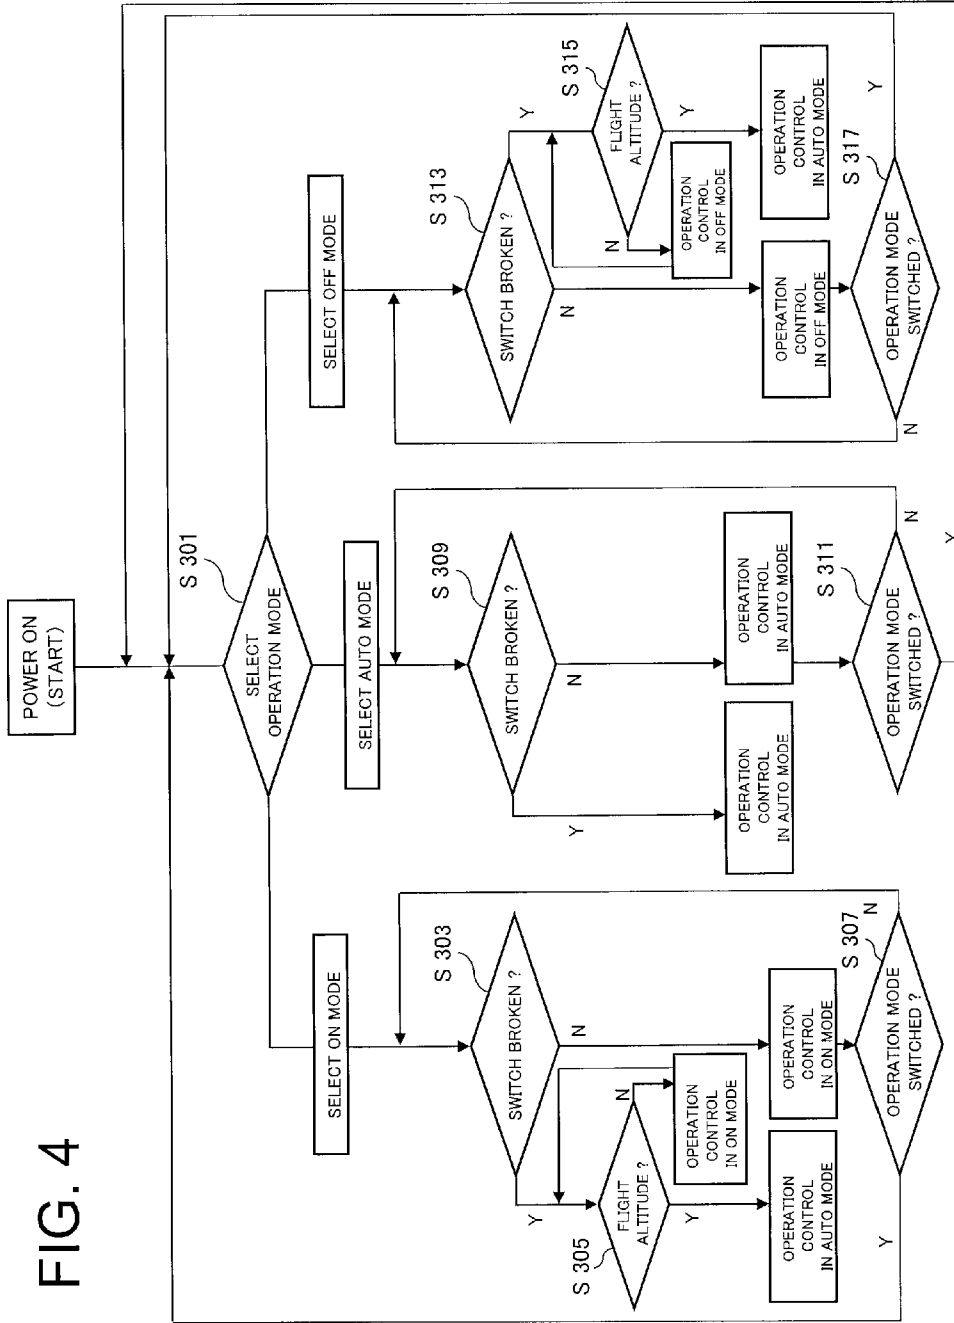 FIG. 4
POWER ON
(START)
S 301
SELECT
OPERATION MODE
SELECT ON MODE
SELECT AUTO MODE
SELECT OFF MODE
S 303
SWITCH BROKEN ?
Y
N
S 305
FLIGHT
ALTITUDE ?
N
Y
OPERATION
CONTROL
IN ON MODE
OPERATION
CONTROL
IN AUTO MODE
OPERATION
CONTROL
IN ON MODE
S 307
OPERATION MODE
SWITCHED ?
Y
N
S 309
SWITCH BROKEN ?
Y
N
OPERATION
CONTROL
IN AUTO MODE
OPERATION
CONTROL
IN AUTO MODE
S 311
OPERATION MODE
SWITCHED ?
N
Y
S 313
SWITCH BROKEN ?
Y
N
S 315
FLIGHT
ALTITUDE ?
N
Y
OPERATION
CONTROL
IN OFF MODE
OPERATION
CONTROL
IN OFF MODE
OPERATION
CONTROL
IN AUTO MODE
S 317
OPERATION MODE
SWITCHED ?
N
Y